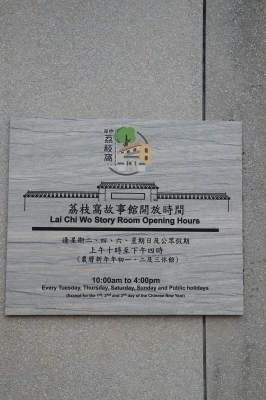 荔枝窩
荔枝窩故事館開放時間
Lai Chi Wo Story Room Opening Hours
逢星期二、四、六、星期日及公眾假期
上午十時至下午四時
（農曆新年年初一、二及三休館）
10:00am to 4:00pm
Every Tuesday, Thursday, Saturday, Sunday and Public holidays
(Except for the 1st, 2nd and 3rd day of the Chinese New Year)